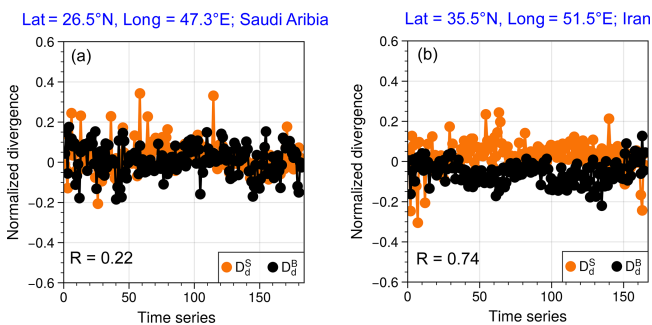 Lat = 26.5°N, Long = 47.3°E; Saudi Aribia
(a)
Normalized divergence
0.6
0.4
0.2
0
−0.2
−0.4
−0.6
R = 0.22
D_d^S D_d^B
0 50 100 150
Time series
Lat = 35.5°N, Long = 51.5°E; Iran
(b)
Normalized divergence
0.6
0.4
0.2
0
−0.2
−0.4
−0.6
R = 0.74
D_d^S D_d^B
0 50 100 150
Time series